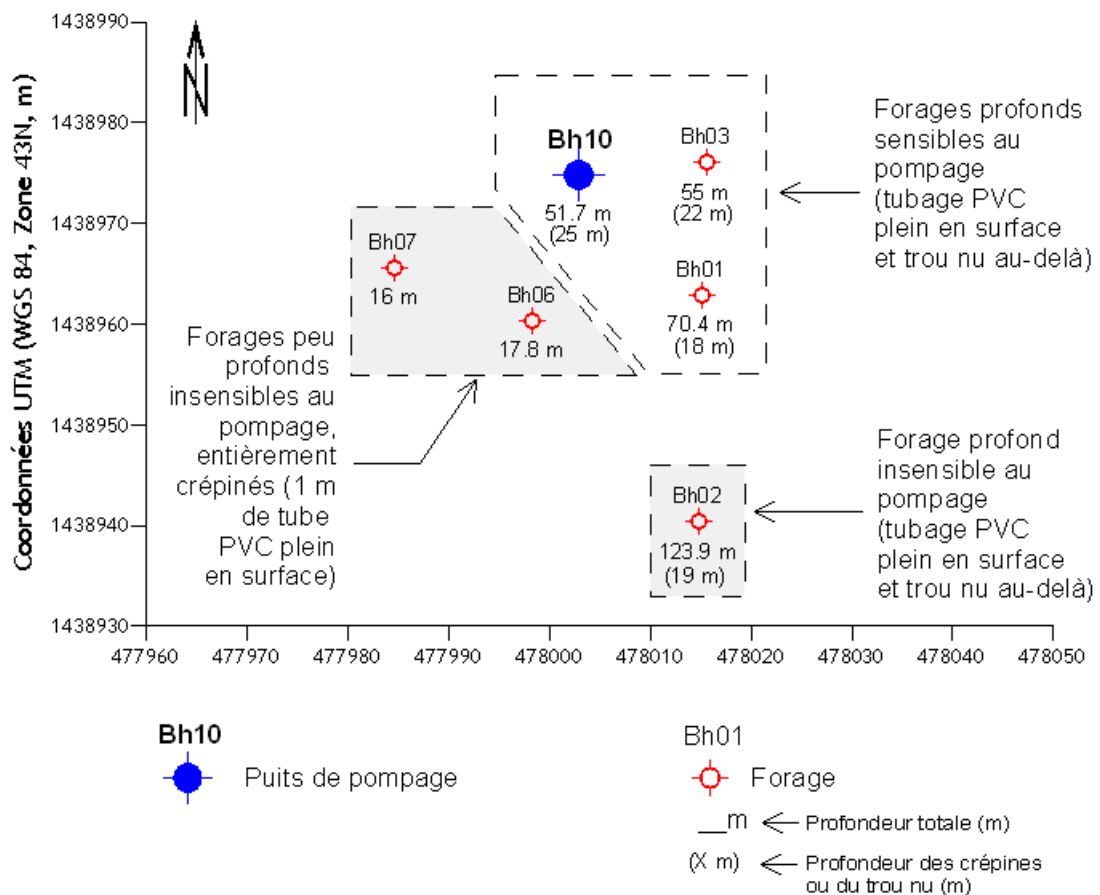 Coordonnées UTM (WGS 84, Zone 43N, m)
1438990
1438980
1438970
1438960
1438950
1438940
1438930
477960
477970
477980
477990
478000
478010
478020
478030
478040
478050
N
Bh10
51.7 m
(25 m)
Bh03
55 m
(22 m)
Bh01
70.4 m
(18 m)
Bh07
16 m
Bh06
17.8 m
Bh02
123.9 m
(19 m)
Forages profonds
sensibles au
pompage
(tubage PVC
plein en surface
et trou nu au-delà)
Forages peu
profonds
insensibles au
pompage,
entièrement
crépinés (1 m
de tube
PVC plein
en surface)
Forage profond
insensible au
pompage
(tubage PVC
plein en surface
et trou nu au-delà)
Bh10
Puits de pompage
Bh01
Forage
__m
Profondeur totale (m)
(X m)
Profondeur des crépines
ou du trou nu (m)